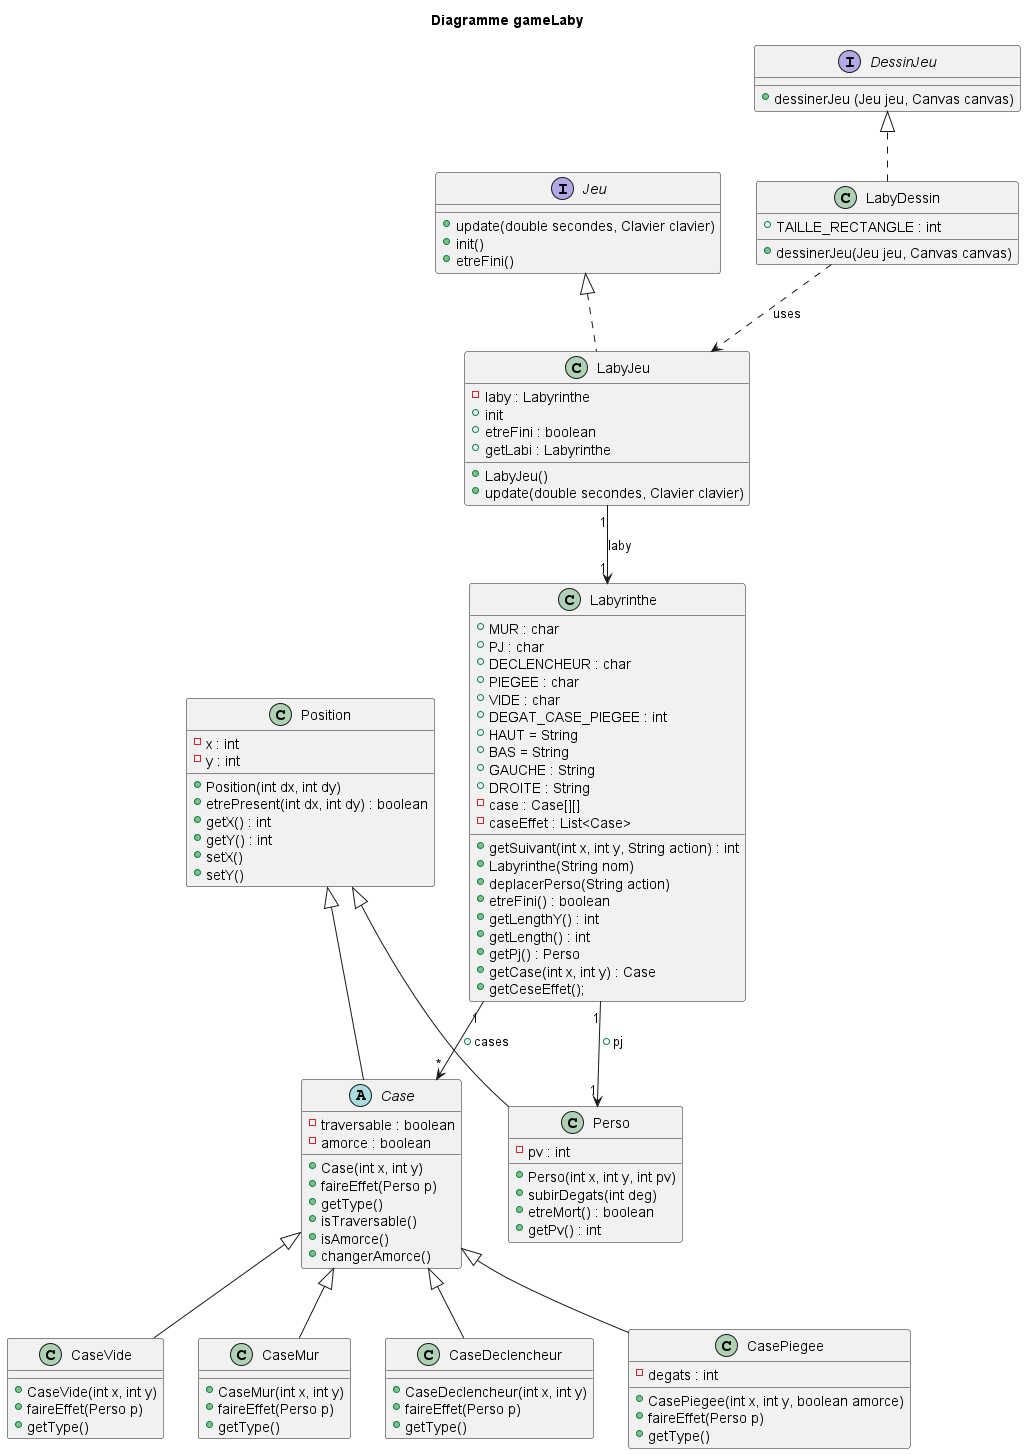 Diagramme gameLaby
I DessinJeu
dessinerJeu (Jeu jeu, Canvas canvas)
I Jeu
update(double secondes, Clavier clavier)
init()
etreFini()
C LabyDessin
TAILLE_RECTANGLE : int
dessinerJeu(Jeu jeu, Canvas canvas)
uses
C LabyJeu
laby : Labyrinthe
init
etreFini : boolean
getLabi : Labyrinthe
LabyJeu()
update(double secondes, Clavier clavier)
1
laby
1
C Labyrinthe
MUR : char
PJ : char
DECLENCHEUR : char
PIEGEE : char
VIDE : char
DEGAT_CASE_PIEGEE : int
HAUT = String
BAS = String
GAUCHE : String
DROITE : String
case : Case[][]
caseEffet : List<Case>
getSuivant(int x, int y, String action) : int
Labyrinthe(String nom)
deplacerPerso(String action)
etreFini() : boolean
getLengthY() : int
getLength() : int
getPj() : Perso
getCase(int x, int y) : Case
getCeseEffet();
C Position
x : int
y : int
Position(int dx, int dy)
etrePresent(int dx, int dy) : boolean
getX() : int
getY() : int
setX()
setY()
1
cases
*
1
pj
1
A Case
traversable : boolean
amorce : boolean
Case(int x, int y)
faireEffet(Perso p)
getType()
isTraversable()
isAmorce()
changerAmorce()
C Perso
pv : int
Perso(int x, int y, int pv)
subirDegats(int deg)
etreMort() : boolean
getPv() : int
C CaseVide
CaseVide(int x, int y)
faireEffet(Perso p)
getType()
C CaseMur
CaseMur(int x, int y)
faireEffet(Perso p)
getType()
C CaseDeclencheur
CaseDeclencheur(int x, int y)
faireEffet(Perso p)
getType()
C CasePiegee
degats : int
CasePiegee(int x, int y, boolean amorce)
faireEffet(Perso p)
getType()